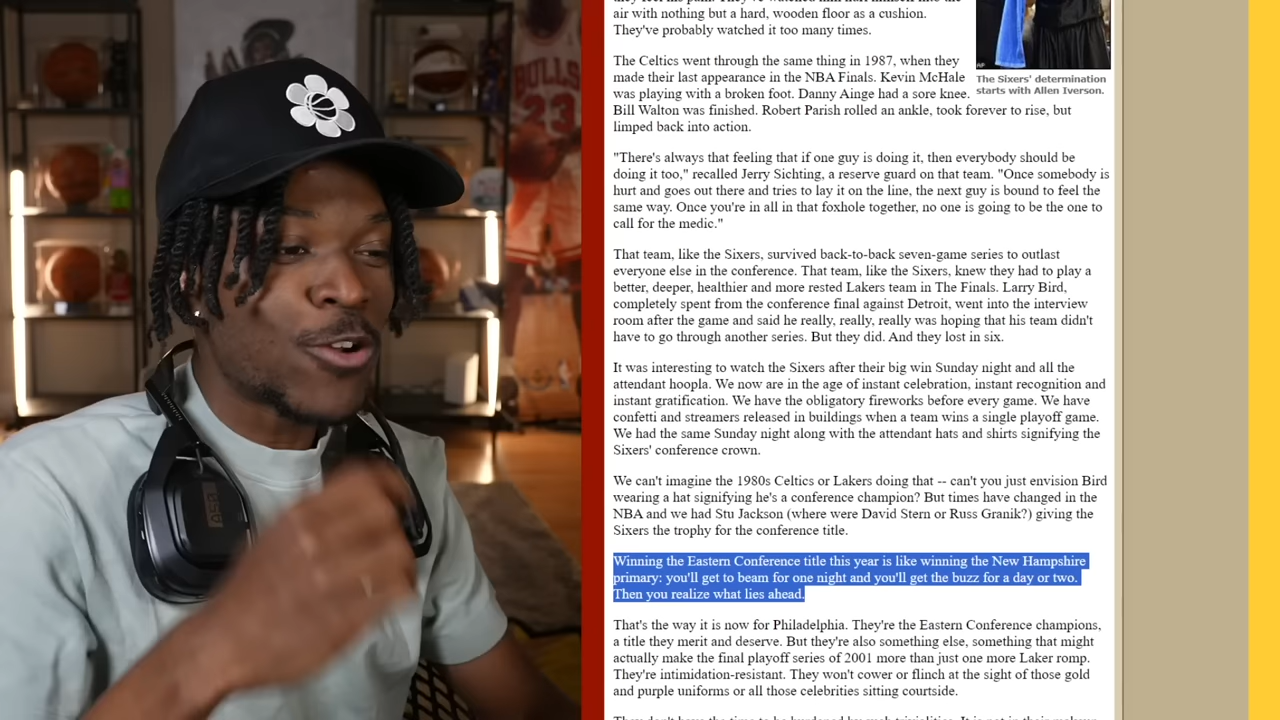 BULLS
23
air with nothing but a hard, wooden floor as a cushion.
They've probably watched it too many times.
AP
The Sixers' determination
starts with Allen Iverson.
The Celtics went through the same thing in 1987, when they
made their last appearance in the NBA Finals. Kevin McHale
was playing with a broken foot. Danny Ainge had a sore knee.
Bill Walton was finished. Robert Parish rolled an ankle, took forever to rise, but
limped back into action.
"There's always that feeling that if one guy is doing it, then everybody should be
doing it too," recalled Jerry Sichting, a reserve guard on that team. "Once somebody is
hurt and goes out there and tries to lay it on the line, the next guy is bound to feel the
same way. Once you're in all in that foxhole together, no one is going to be the one to
call for the medic."
That team, like the Sixers, survived back-to-back seven-game series to outlast
everyone else in the conference. That team, like the Sixers, knew they had to play a
better, deeper, healthier and more rested Lakers team in The Finals. Larry Bird,
completely spent from the conference final against Detroit, went into the interview
room after the game and said he really, really, really was hoping that his team didn't
have to go through another series. But they did. And they lost in six.
It was interesting to watch the Sixers after their big win Sunday night and all the
attendant hoopla. We now are in the age of instant celebration, instant recognition and
instant gratification. We have the obligatory fireworks before every game. We have
confetti and streamers released in buildings when a team wins a single playoff game.
We had the same Sunday night along with the attendant hats and shirts signifying the
Sixers' conference crown.
We can't imagine the 1980s Celtics or Lakers doing that -- can't you just envision Bird
wearing a hat signifying he's a conference champion? But times have changed in the
NBA and we had Stu Jackson (where were David Stern or Russ Granik?) giving the
Sixers the trophy for the conference title.
Winning the Eastern Conference title this year is like winning the New Hampshire
primary: you'll get to beam for one night and you'll get the buzz for a day or two.
Then you realize what lies ahead.
That's the way it is now for Philadelphia. They're the Eastern Conference champions,
a title they merit and deserve. But they're also something else, something that might
actually make the final playoff series of 2001 more than just one more Laker romp.
They're intimidation-resistant. They won't cower or flinch at the sight of those gold
and purple uniforms or all those celebrities sitting courtside.